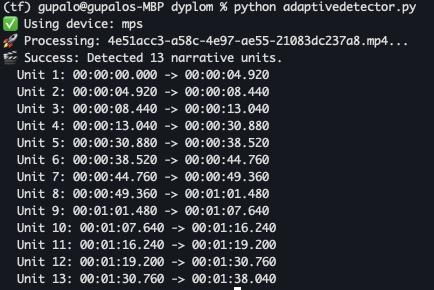 (tf) gupalo@gupalos-MBP dyplom % python adaptivedetector.py
✅ Using device: mps
🚀 Processing: 4e51acc3-a58c-4e97-ae55-21083dc237a8.mp4...
🎬 Success: Detected 13 narrative units.
Unit 1: 00:00:00.000 -> 00:00:04.920
Unit 2: 00:00:04.920 -> 00:00:08.440
Unit 3: 00:00:08.440 -> 00:00:13.040
Unit 4: 00:00:13.040 -> 00:00:30.880
Unit 5: 00:00:30.880 -> 00:00:38.520
Unit 6: 00:00:38.520 -> 00:00:44.760
Unit 7: 00:00:44.760 -> 00:00:49.360
Unit 8: 00:00:49.360 -> 00:01:01.480
Unit 9: 00:01:01.480 -> 00:01:07.640
Unit 10: 00:01:07.640 -> 00:01:16.240
Unit 11: 00:01:16.240 -> 00:01:19.200
Unit 12: 00:01:19.200 -> 00:01:30.760
Unit 13: 00:01:30.760 -> 00:01:38.040